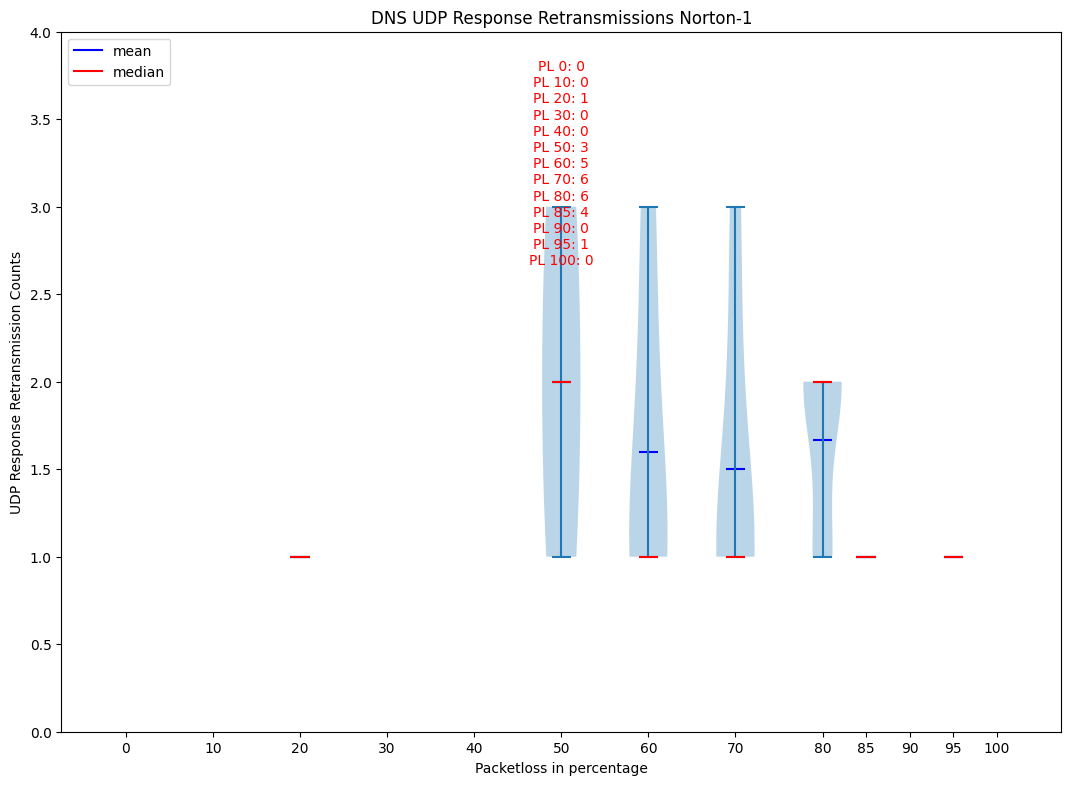 DNS UDP Response Retransmissions Norton-1
mean
median
PL 0: 0
PL 10: 0
PL 20: 1
PL 30: 0
PL 40: 0
PL 50: 3
PL 60: 5
PL 70: 6
PL 80: 6
PL 85: 4
PL 90: 0
PL 95: 1
PL 100: 0
UDP Response Retransmission Counts
4.0
3.5
3.0
2.5
2.0
1.5
1.0
0.5
0.0
0 10 20 30 40 50 60 70 80 85 90 95 100
Packetloss in percentage